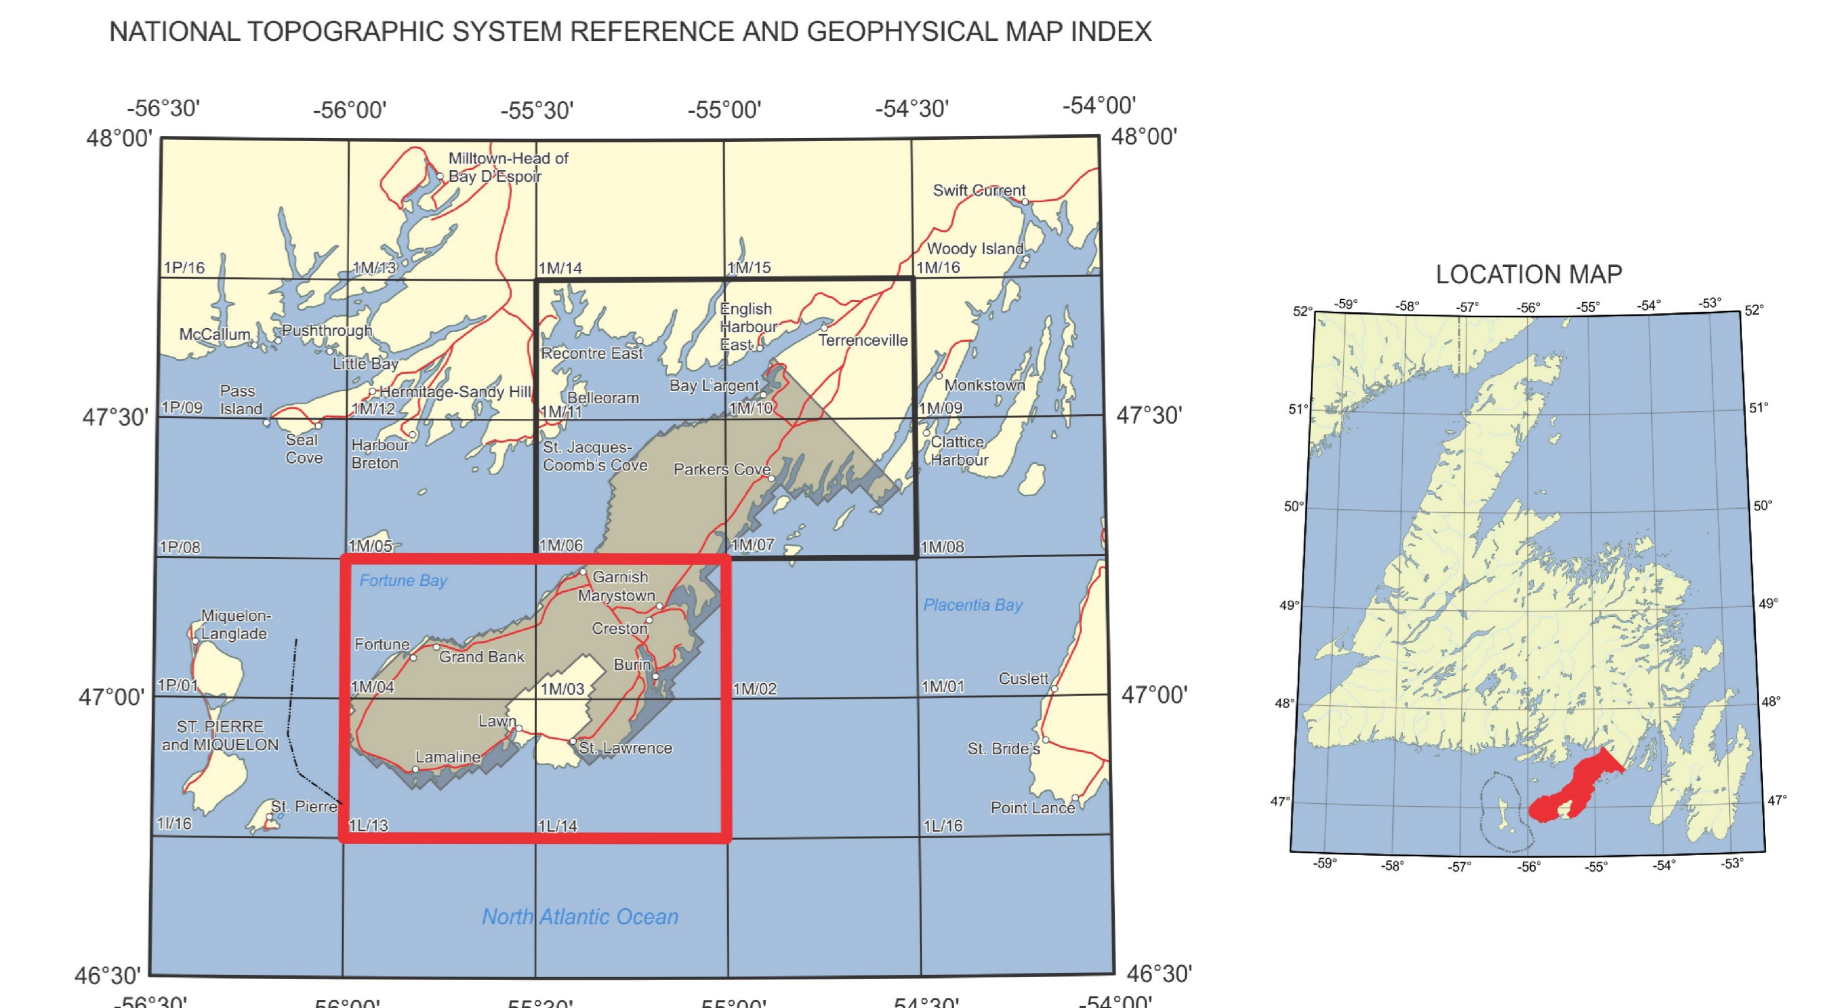 NATIONAL TOPOGRAPHIC SYSTEM REFERENCE AND GEOPHYSICAL MAP INDEX
-56°30'
-56°00'
-55°30'
-55°00'
-54°30'
-54°00'
48°00'
48°00'
Milltown-Head of
Bay D'Espoir
Swift Current
Woody Island
1P/16
1M/13
1M/14
1M/15
1M/16
McCallum
Pushthrough
Little Bay
English
Harbour
East
Terrenceville
Recontre East
Pass
Island
Hermitage-Sandy Hill
Belleoram
Bay L'argent
Monkstown
1P/09
1M/12
1M/11
1M/10
1M/09
47°30'
47°30'
Seal
Cove
Harbour
Breton
St. Jacques-
Coomb's Cove
Parkers Cove
Clattice
Harbour
1P/08
1M/05
1M/06
1M/07
1M/08
Fortune Bay
Garnish
Marystown
Placentia Bay
Miquelon-
Langlade
Creston
Fortune
Grand Bank
Burin
Cuslett
1P/01
1M/04
1M/03
1M/02
1M/01
47°00'
47°00'
ST. PIERRE
and MIQUELON
Lawn
St. Lawrence
St. Bride's
Lamaline
St. Pierre
Point Lance
1I/16
1L/13
1L/14
1L/16
North Atlantic Ocean
46°30'
46°30'
-56°30'
-56°00'
-55°30'
-55°00'
-54°30'
-54°00'
LOCATION MAP
52°
-59°
-58°
-57°
-56°
-55°
-54°
-53°
52°
51°
51°
50°
50°
49°
49°
48°
48°
47°
47°
-59°
-58°
-57°
-56°
-55°
-54°
-53°